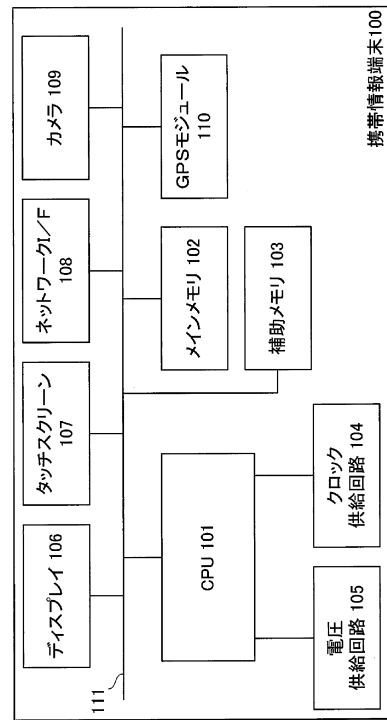 ディスプレイ 106
タッチスクリーン
107
ネットワークI/F
108
カメラ 109
111
CPU 101
メインメモリ 102
GPSモジュール
110
補助メモリ 103
電圧
供給回路 105
クロック
供給回路 104
携帯情報端末100